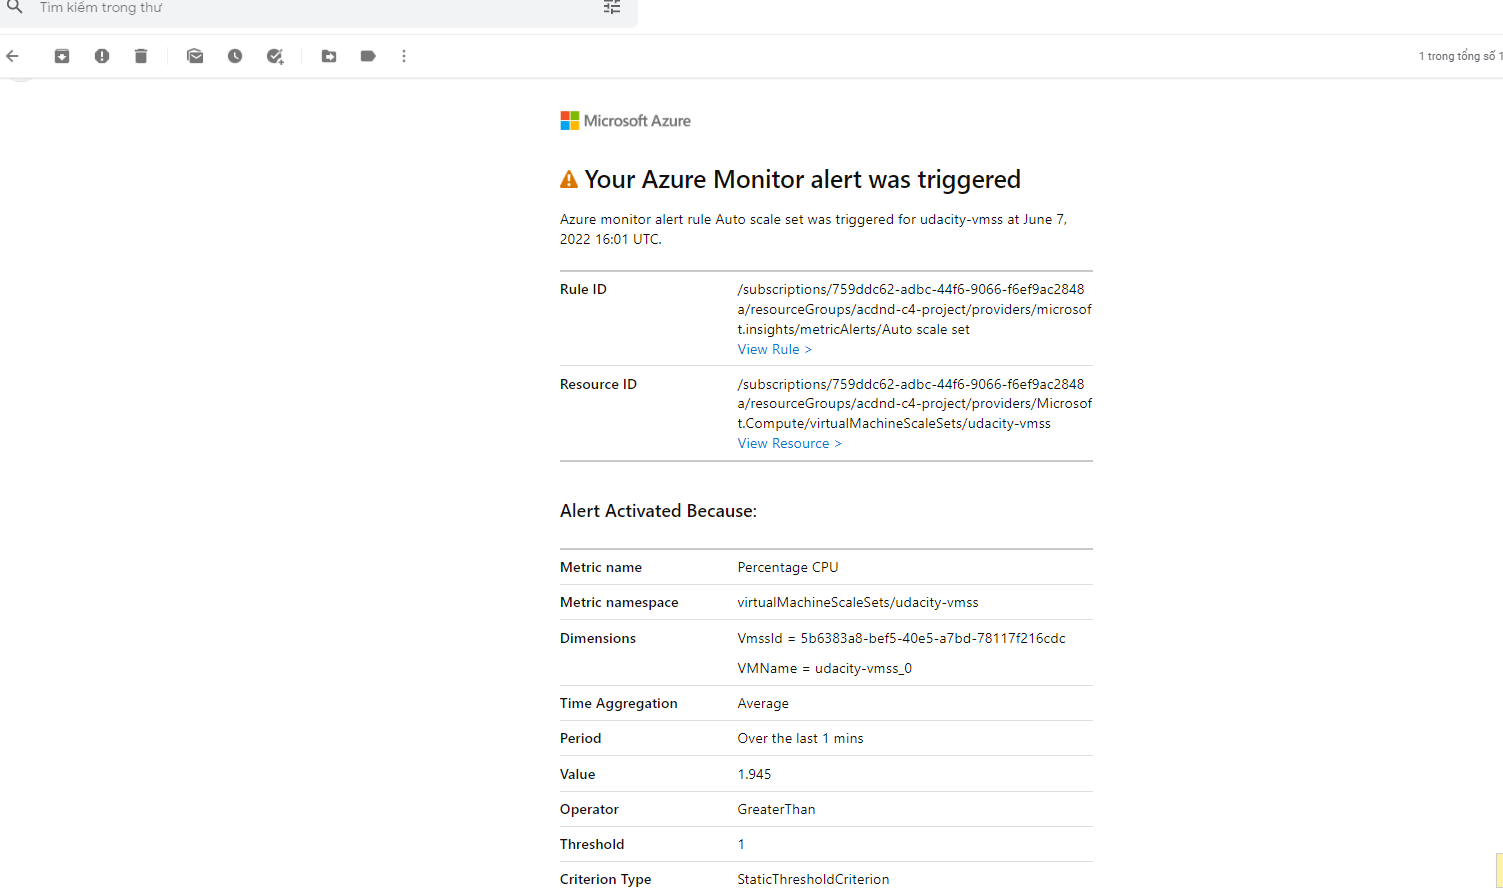 Tìm kiếm trong thư
1 trong tổng số 1
Microsoft Azure
Your Azure Monitor alert was triggered
Azure monitor alert rule Auto scale set was triggered for udacity-vmss at June 7,
2022 16:01 UTC.
Rule ID
/subscriptions/759ddc62-adbc-44f6-9066-f6ef9ac2848
a/resourceGroups/acdnd-c4-project/providers/microsof
t.insights/metricAlerts/Auto scale set
View Rule >
Resource ID
/subscriptions/759ddc62-adbc-44f6-9066-f6ef9ac2848
a/resourceGroups/acdnd-c4-project/providers/Microsof
t.Compute/virtualMachineScaleSets/udacity-vmss
View Resource >
Alert Activated Because:
Metric name Percentage CPU
Metric namespace virtualMachineScaleSets/udacity-vmss
Dimensions VmssId = 5b6383a8-bef5-40e5-a7bd-78117f216cdc
VMName = udacity-vmss_0
Time Aggregation Average
Period Over the last 1 mins
Value 1.945
Operator GreaterThan
Threshold 1
Criterion Type StaticThresholdCriterion